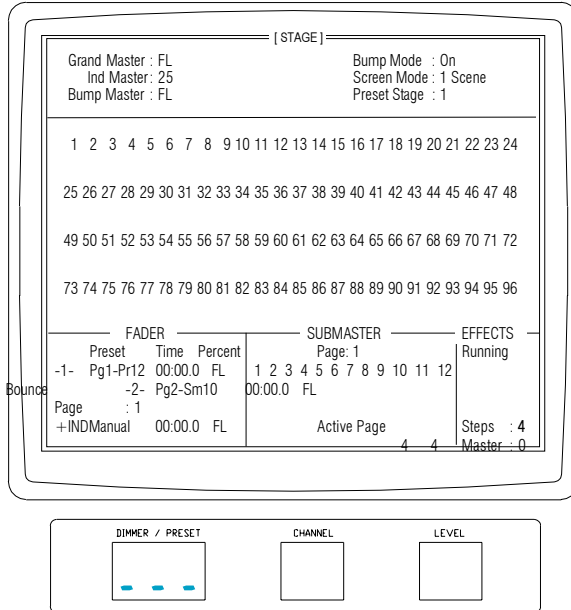 [ STAGE ]
Grand Master : FL Bump Mode : On
Ind Master : 25 Screen Mode : 1 Scene
Bump Master : FL Preset Stage : 1
1 2 3 4 5 6 7 8 9 10 11 12 13 14 15 16 17 18 19 20 21 22 23 24
25 26 27 28 29 30 31 32 33 34 35 36 37 38 39 40 41 42 43 44 45 46 47 48
49 50 51 52 53 54 55 56 57 58 59 60 61 62 63 64 65 66 67 68 69 70 71 72
73 74 75 76 77 78 79 80 81 82 83 84 85 86 87 88 89 90 91 92 93 94 95 96
FADER SUBMASTER EFFECTS
Preset Time Percent Page: 1 Running
-1- Pg1-Pr12 00:00.0 FL 1 2 3 4 5 6 7 8 9 10 11 12
Bounce -2- Pg2-Sm10 00:00.0 FL
Page : 1
+INDManual 00:00.0 FL Active Page Steps : 4
4 4 Master : 0
DIMMER / PRESET CHANNEL LEVEL
_ _ _